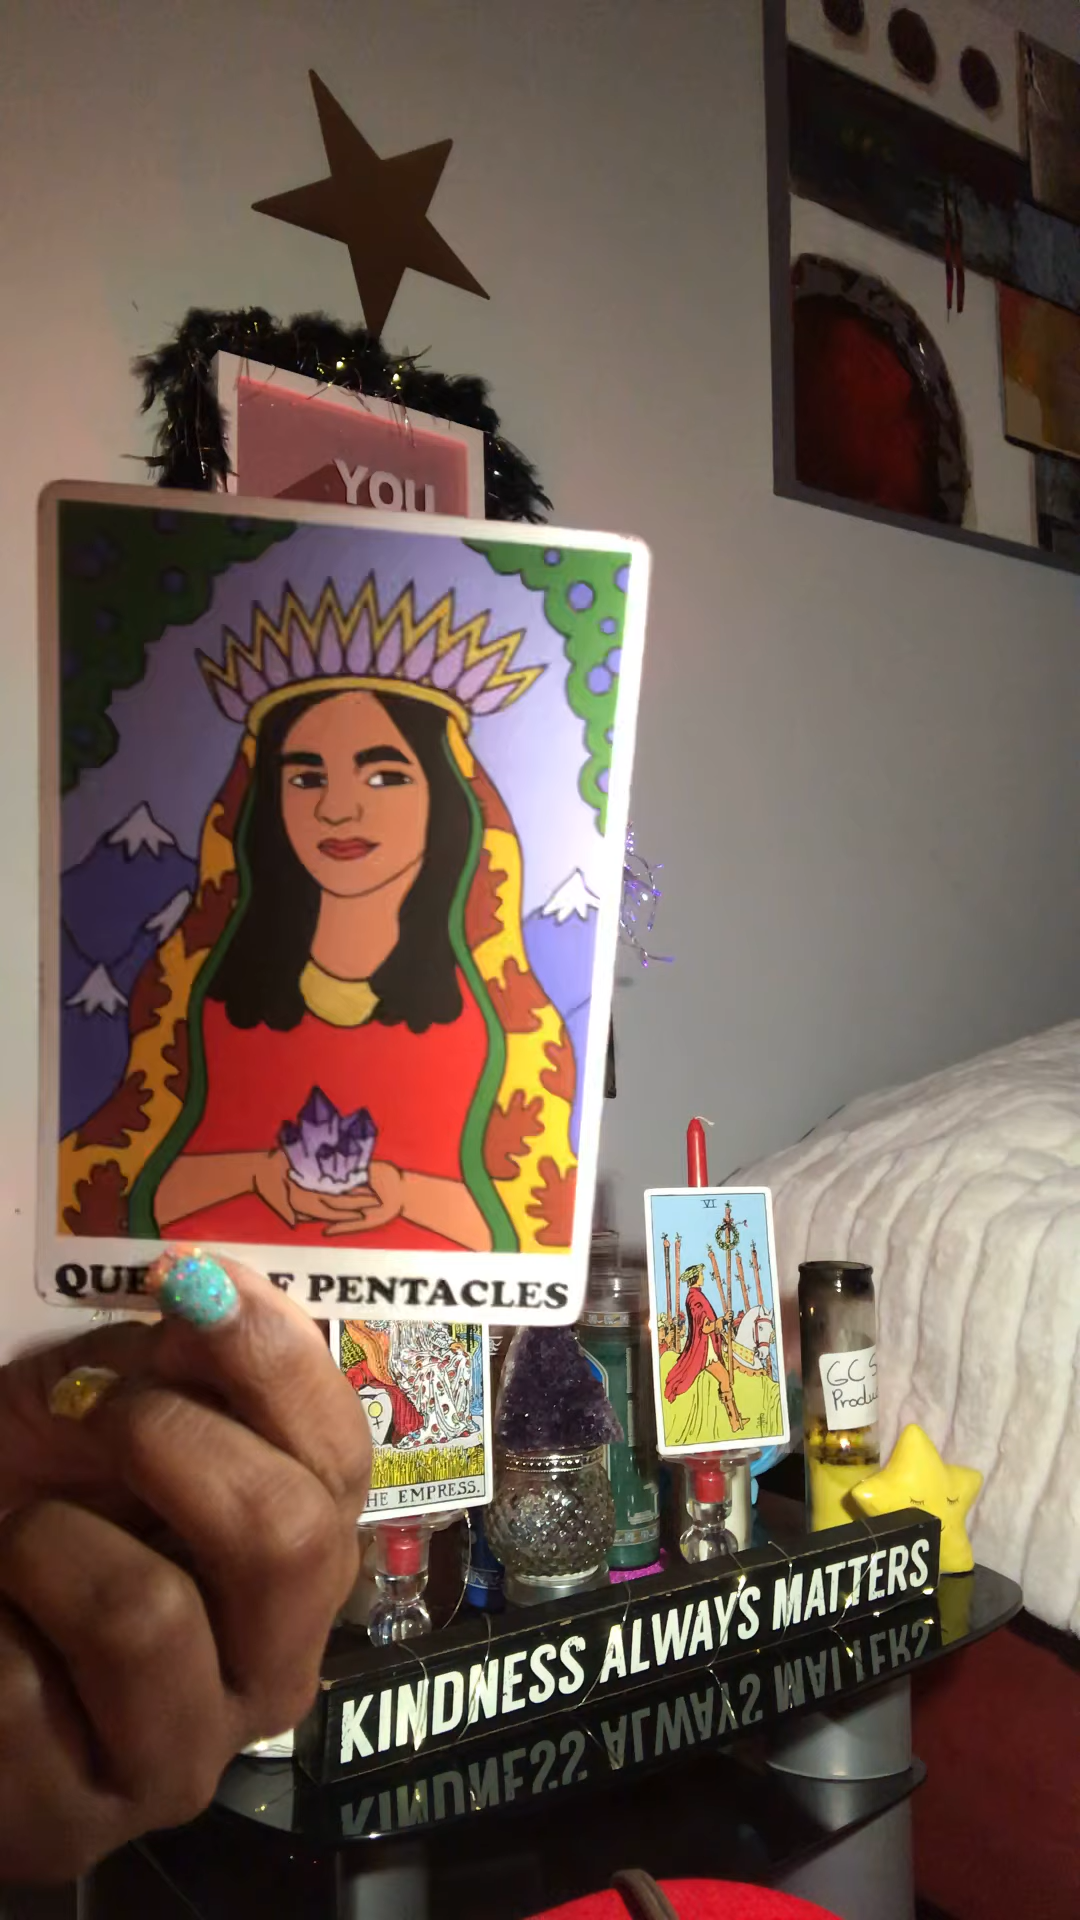 YOU
QUE E PENTACLES
VI
HE EMPRESS.
GC S
Produ
KINDNESS ALWAYS MATTERS